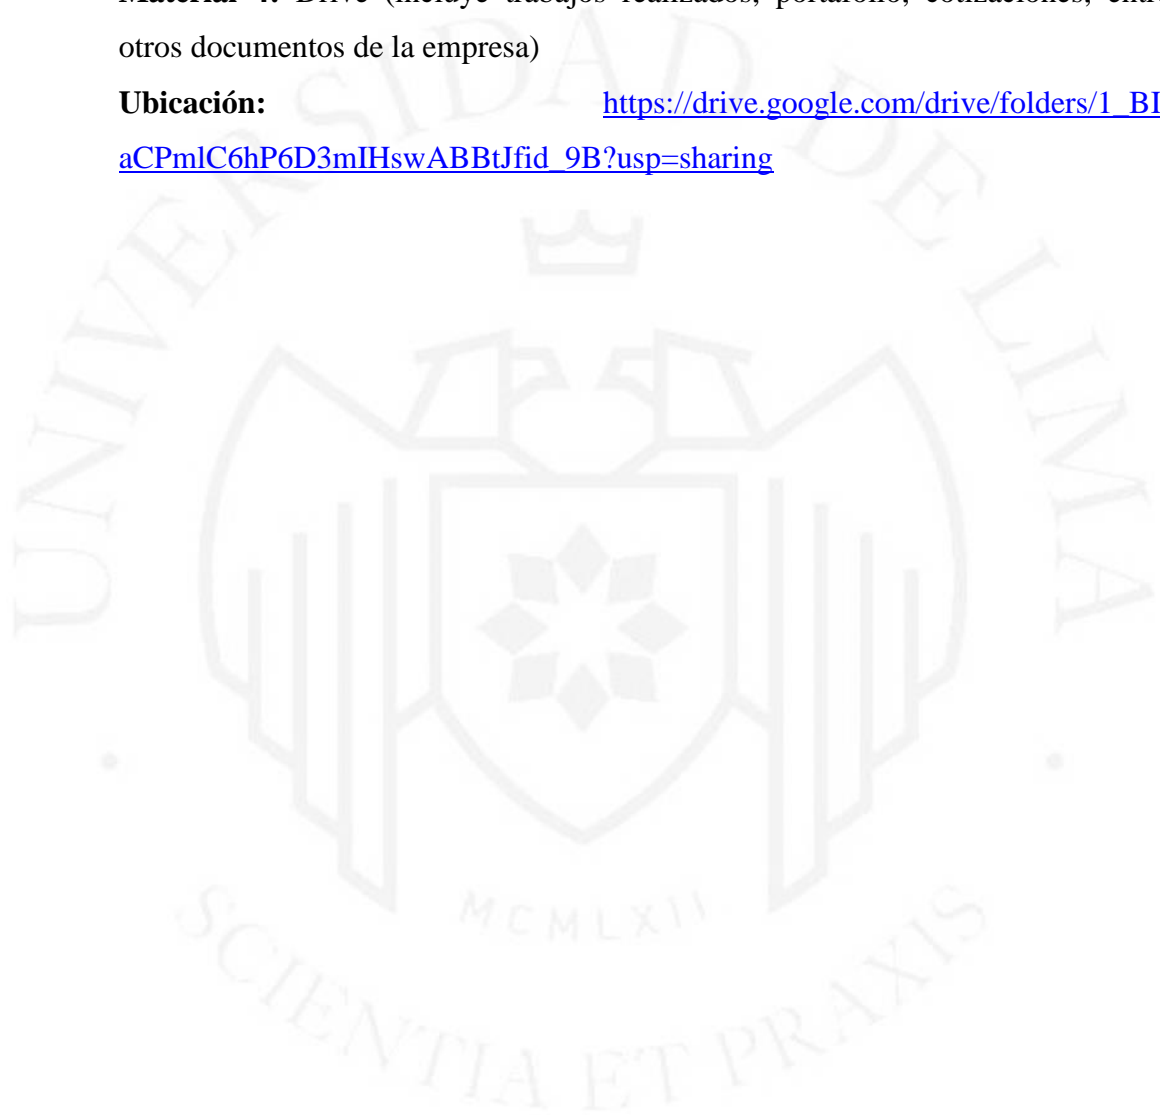 Material 4: Drive (incluye trabajos realizados, portafolio, cotizaciones,
otros documentos de la empresa)
Ubicación: https://drive.google.com/drive/folders/1_BI
aCPmlC6hP6D3mIHswABBtJfid_9B?usp=sharing
UNIVERSIDAD DE LIMA
MCMLXII
SCIENTIA ET PRAXIS